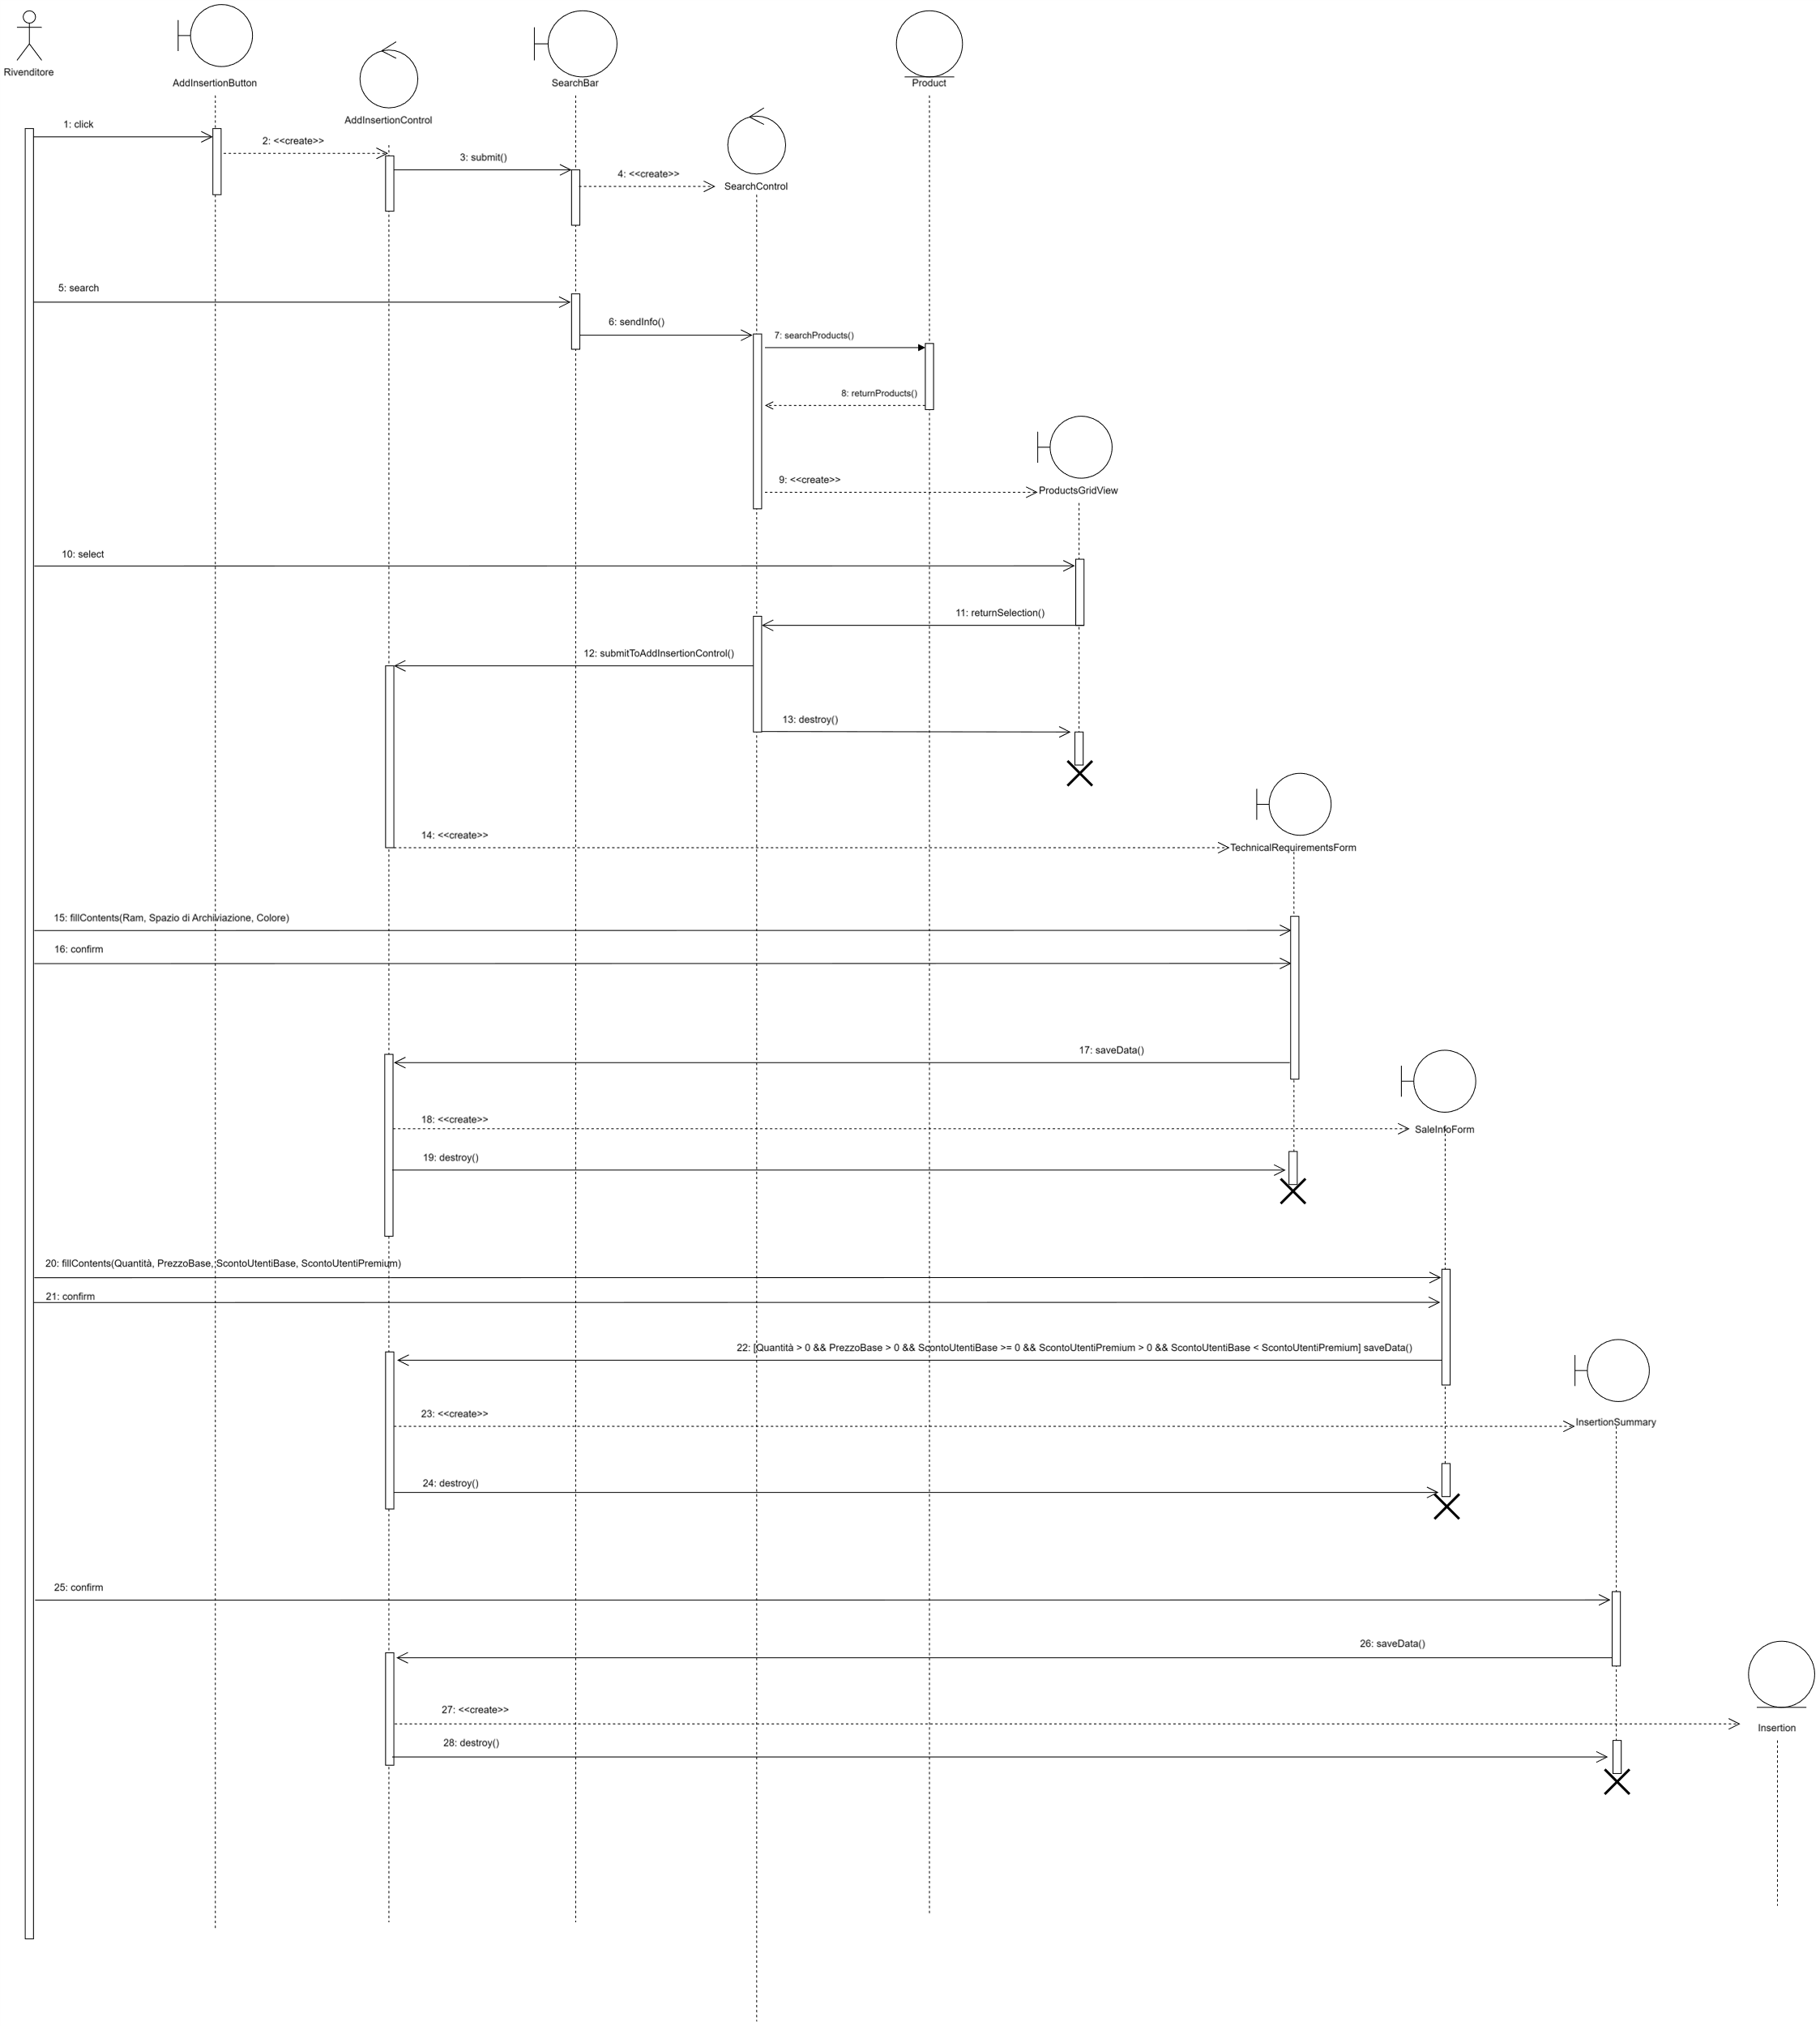 Rivenditore
AddInsertionButton
AddInsertionControl
SearchBar
Product
SearchControl
1: click
2: <<create>>
3: submit()
4: <<create>>
5: search
6: sendInfo()
7: searchProducts()
8: returnProducts()
9: <<create>>
ProductsGridView
10: select
11: returnSelection()
12: submitToAddInsertionControl()
13: destroy()
14: <<create>>
TechnicalRequirementsForm
15: fillContents(Ram, Spazio di Archiviazione, Colore)
16: confirm
17: saveData()
18: <<create>>
SaleInfoForm
19: destroy()
20: fillContents(Quantità, PrezzoBase, ScontoUtentiBase, ScontoUtentiPremium)
21: confirm
22: [Quantità > 0 && PrezzoBase > 0 && ScontoUtentiBase >= 0 && ScontoUtentiPremium > 0 && ScontoUtentiBase < ScontoUtentiPremium] saveData()
23: <<create>>
InsertionSummary
24: destroy()
25: confirm
26: saveData()
27: <<create>>
Insertion
28: destroy()